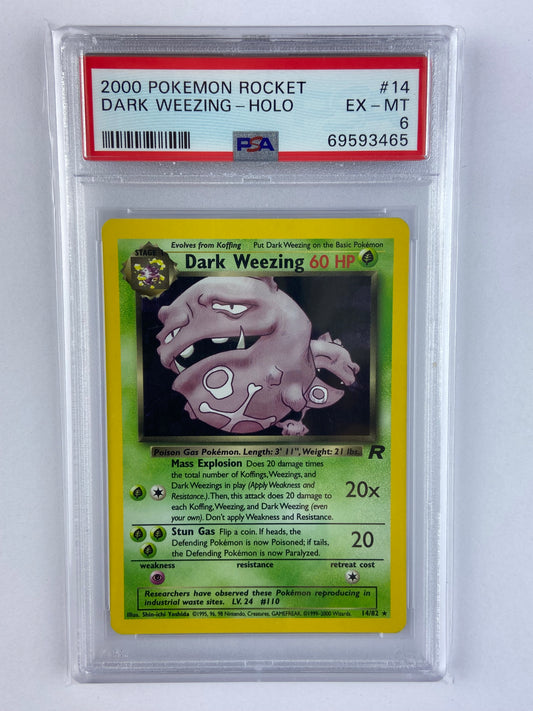 2000 POKEMON ROCKET #14
DARK WEEZING-HOLO EX-MT
6
PSA 69593465
Evolves from Koffing Put Dark Weezing on the Basic Pokémon
STAGE 1
Dark Weezing 60 HP
Poison Gas Pokémon. Length: 3' 11", Weight: 21 lbs.
R
Mass Explosion Does 20 damage times
the total number of Koffings, Weezings, and
Dark Weezings in play (Apply Weakness and
Resistance.) Then, this attack does 20 damage to
each Koffing, Weezing, and Dark Weezing (even
your own). Don't apply Weakness and Resistance.
20x
Stun Gas Flip a coin. If heads, the
Defending Pokémon is now Poisoned; if tails,
the Defending Pokémon is now Paralyzed.
20
weakness resistance retreat cost
Researchers have observed these Pokémon reproducing in
industrial waste sites. LV. 24 #110
Illus. Shin-ichi Yoshida ©1995, 96, 98 Nintendo, Creatures, GAMEFREAK. ©1999-2000 Wizards. 14/82 ★